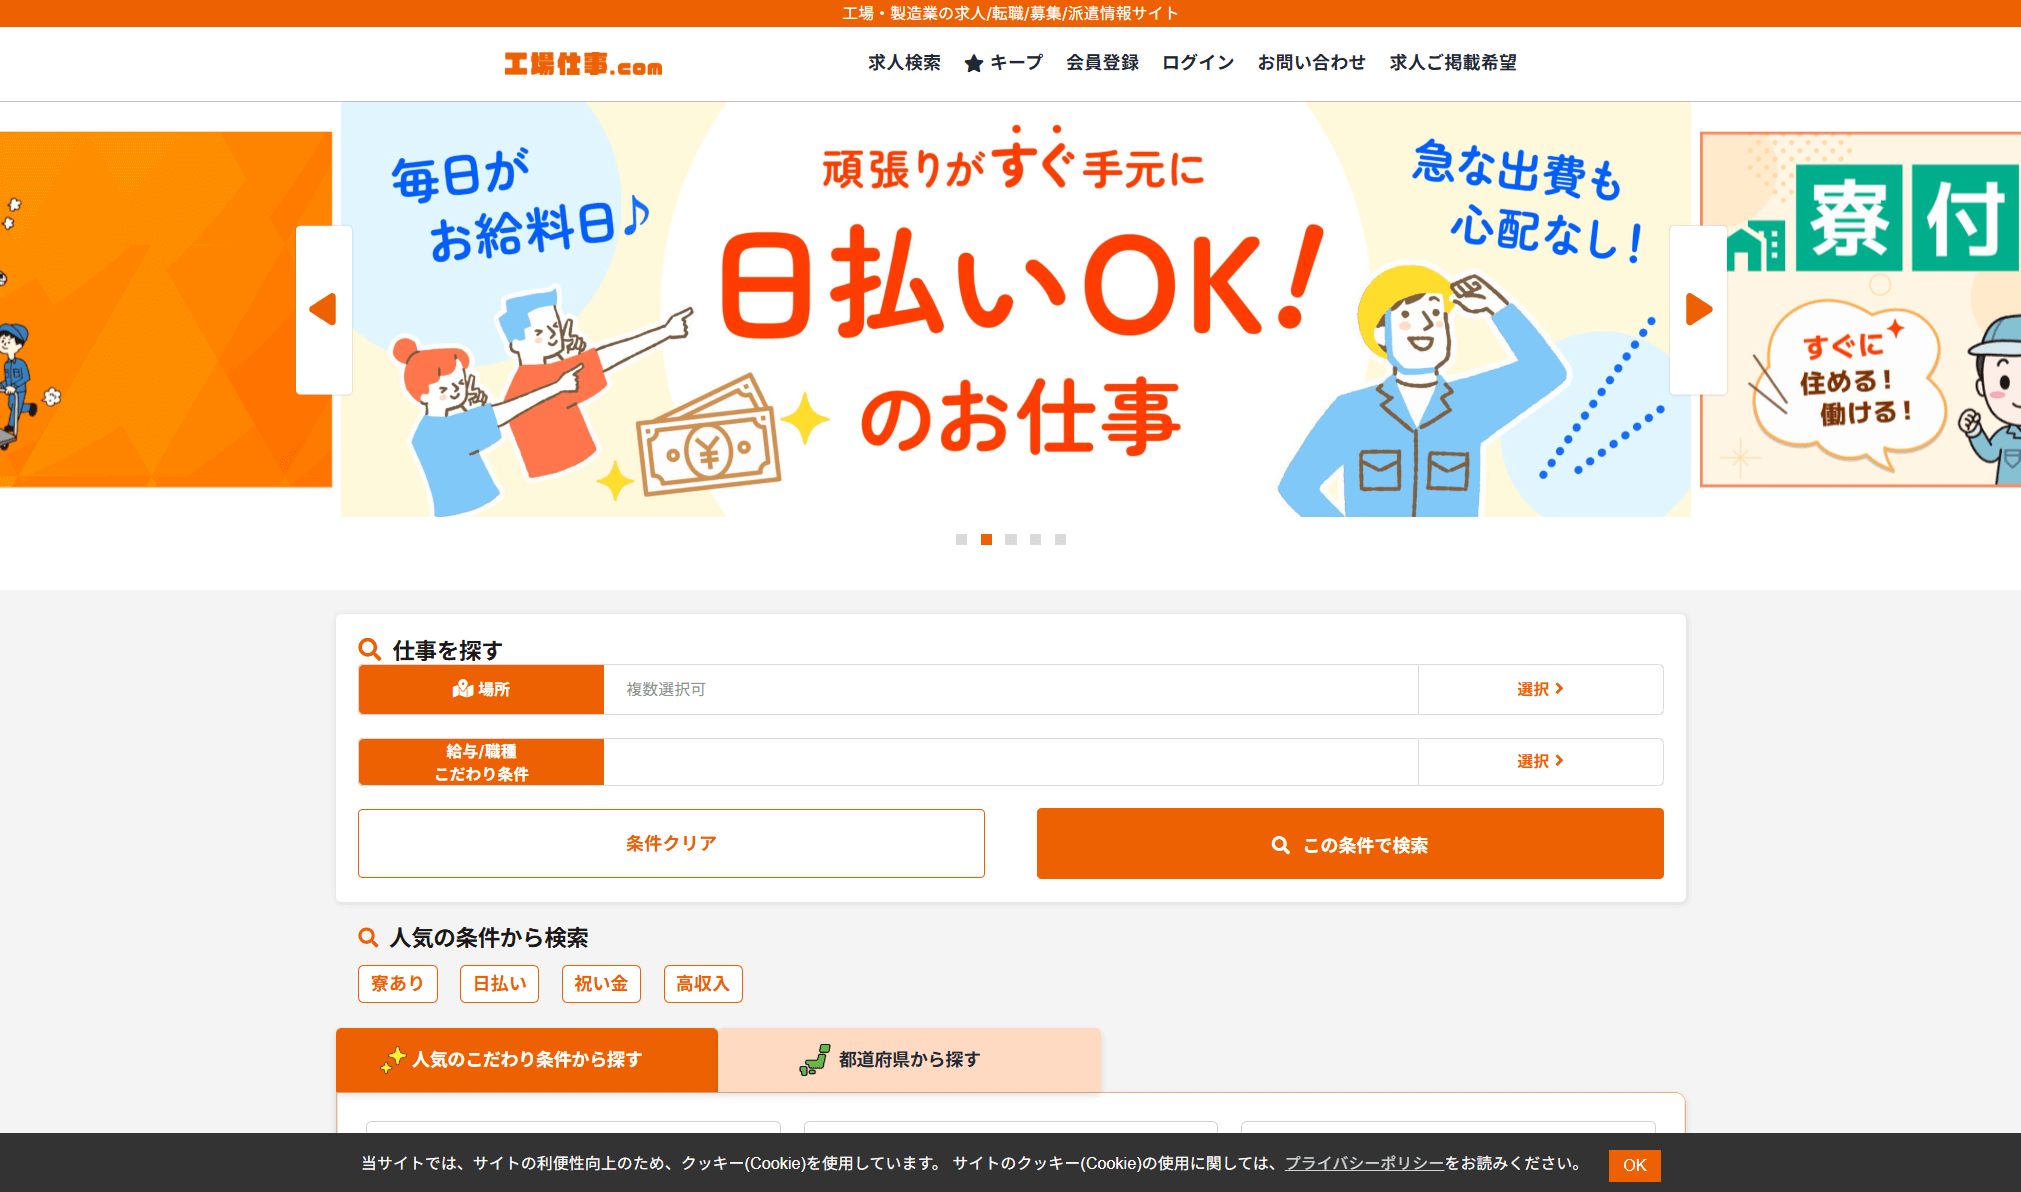 工場・製造業の求人/転職/募集/派遣情報サイト
工場仕事.com
求人検索
キープ
会員登録
ログイン
お問い合わせ
求人ご掲載希望
毎日が
お給料日♪
頑張りがすぐ手元に
日払いOK!
のお仕事
急な出費も
心配なし!
寮付
すぐに
住める!
働ける!
仕事を探す
場所
複数選択可
選択
給与/職種
こだわり条件
選択
条件クリア
この条件で検索
人気の条件から検索
寮あり
日払い
祝い金
高収入
人気のこだわり条件から探す
都道府県から探す
当サイトでは、サイトの利便性向上のため、クッキー(Cookie)を使用しています。 サイトのクッキー(Cookie)の使用に関しては、プライバシーポリシーをお読みください。
OK